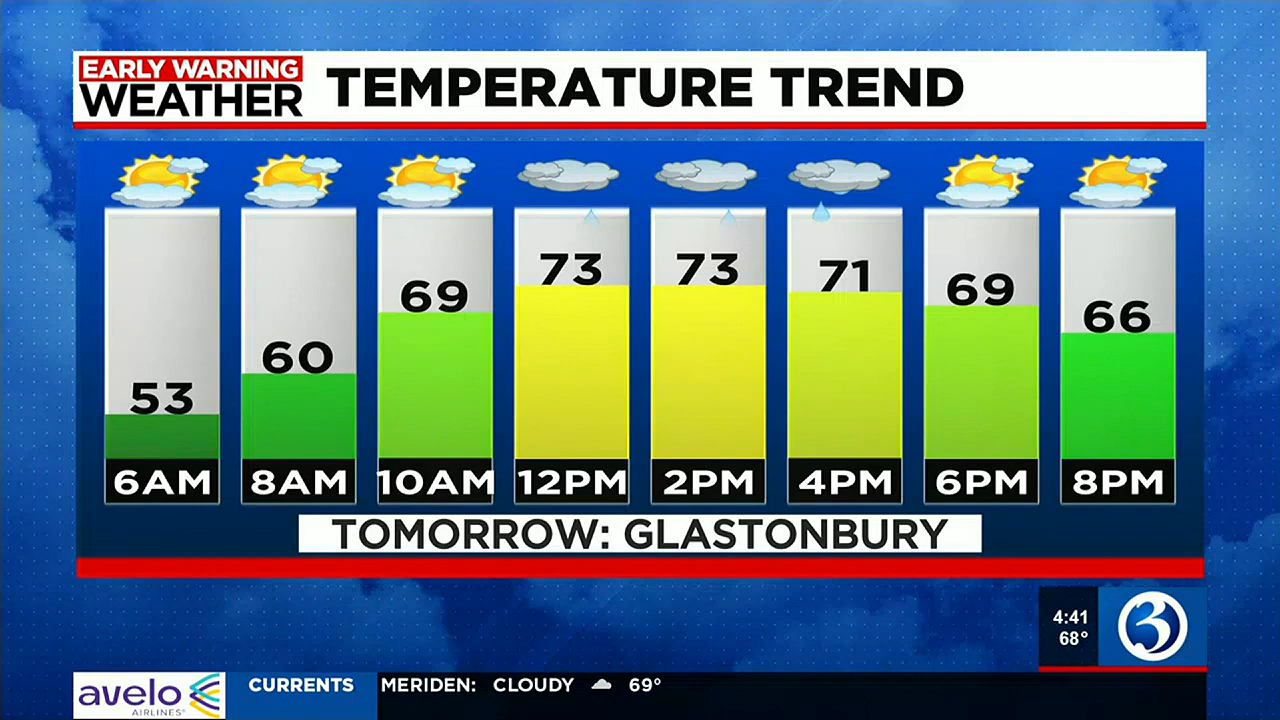 EARLY WARNING
WEATHER
TEMPERATURE TREND
53 60 69 73 73 71 69 66
6AM 8AM 10AM 12PM 2PM 4PM 6PM 8PM
TOMORROW: GLASTONBURY
4:41
68°
3
avelo
AIRLINES®
CURRENTS MERIDEN: CLOUDY 69°